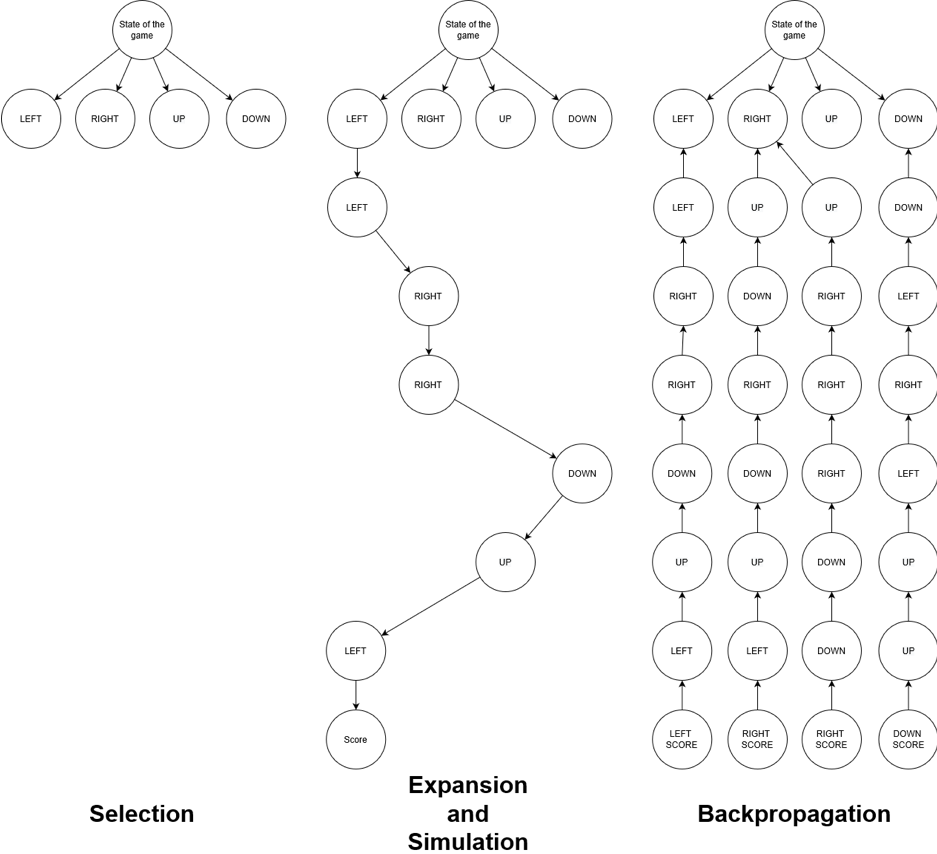 State of the
game
LEFT
RIGHT
UP
DOWN
Selection
State of the
game
LEFT
RIGHT
UP
DOWN
LEFT
RIGHT
RIGHT
DOWN
UP
LEFT
Score
Expansion
and
Simulation
State of the
game
LEFT
RIGHT
UP
DOWN
LEFT
UP
UP
DOWN
RIGHT
DOWN
RIGHT
LEFT
RIGHT
RIGHT
RIGHT
RIGHT
DOWN
DOWN
RIGHT
LEFT
UP
UP
DOWN
UP
LEFT
LEFT
DOWN
UP
LEFT
SCORE
RIGHT
SCORE
RIGHT
SCORE
DOWN
SCORE
Backpropagation